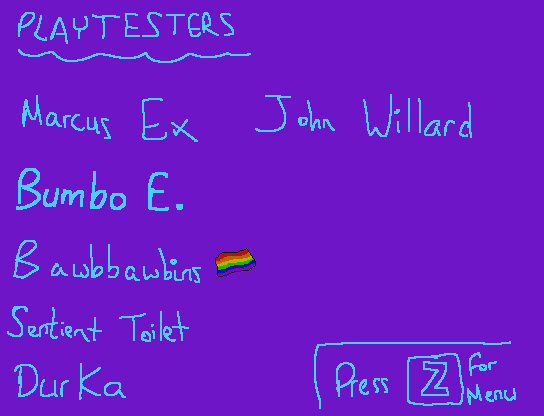 PLAYTESTERS
Marcus Ex John Willard
Bumbo E.
Bawbbawbins
Sentient Toilet
Durka
Press Z for Menu